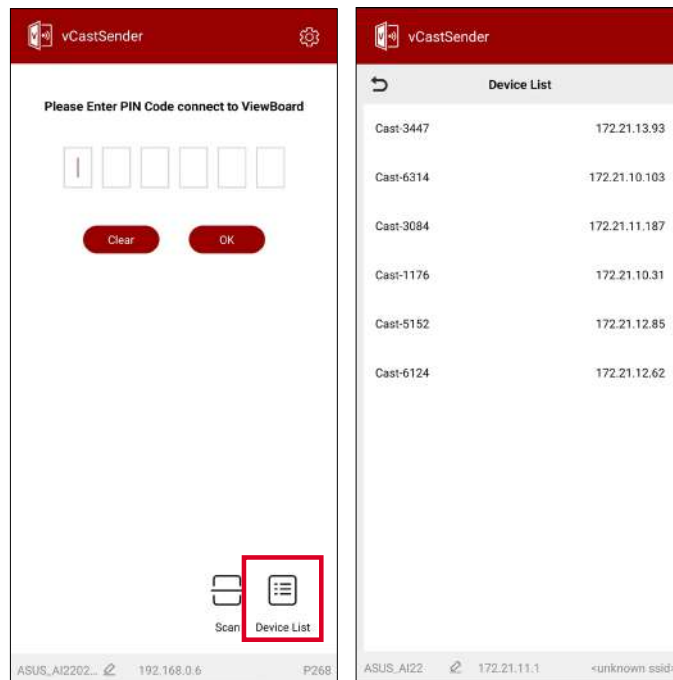 vCastSender
Please Enter PIN Code connect to ViewBoard
Clear OK
Scan Device List
ASUS_AI2202... 192.168.0.6 P268
vCastSender
Device List
Cast-3447 172.21.13.93
Cast-6314 172.21.10.103
Cast-3084 172.21.11.187
Cast-1176 172.21.10.31
Cast-5152 172.21.12.85
Cast-6124 172.21.12.62
ASUS_AI22 172.21.11.1 <unknown ssid>